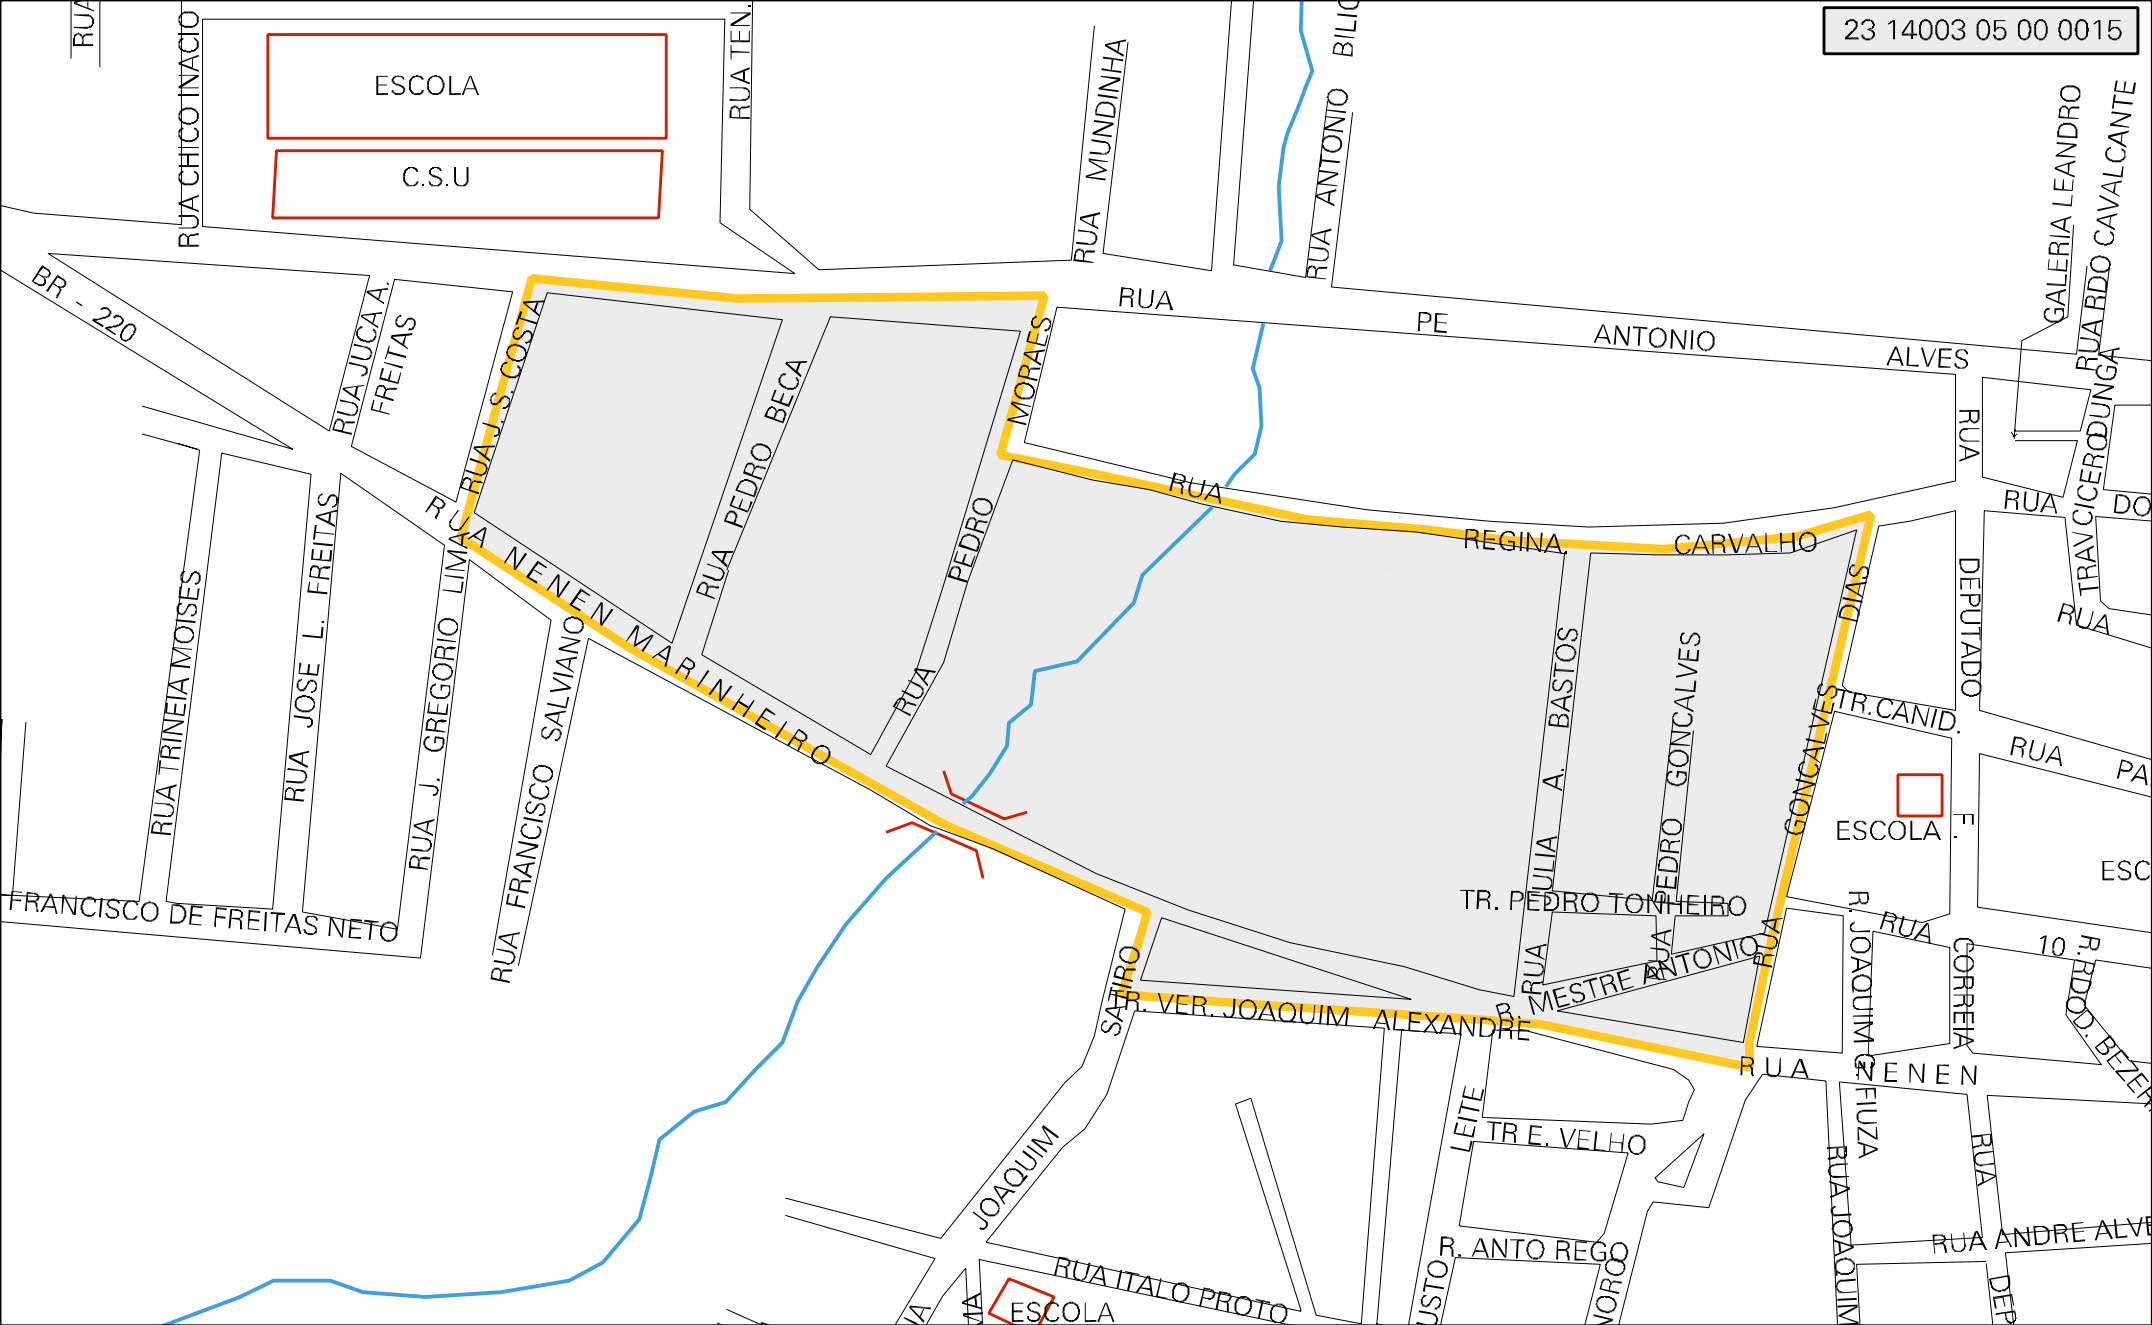 23 14003 05 00 0015
RUA
RUA CHICO INACIO
ESCOLA
C.S.U
RUA TEN.
RUA MUNDINHA
RUA ANTONIO BILIO
GALERIA LEANDRO
RUA RDO CAVALCANTE
BR - 220
RUA JUCA A.
FREITAS
RUA J. S. COSTA
RUA PEDRO BECA
RUA PEDRO MORAES
RUA PE ANTONIO ALVES
RUA REGINA. CARVALHO
RUA DEPUTADO F. CORREIA
TRAV CICERO DUNGA
RUA DO
RUA
RUA NENEN MARINHEIRO
RUA TRINEIA MOISES
RUA JOSE L. FREITAS
RUA J. GREGORIO LIMA
RUA FRANCISCO SALVIANO
FRANCISCO DE FREITAS NETO
RUA JULIA A. BASTOS
RUA PEDRO GONCALVES
RUA GONCALVES DIAS
TR.CANID.
RUA PA
ESCOLA
ESC
TR. PEDRO TONHEIRO
R. MESTRE ANTONIO
TR. VER. JOAQUIM ALEXANDRE
RUA 10
R. JOAQUIM G. FIUZA
R. RDO D. BEZER
RUA NENEN
JOAQUIM SATIRO
LEITE
TR E. VELHO
R. ANTO REGO
RUA ITALO PROTO
ESCOLA
USTO
NORO
RUA JOAQUIM
RUA DEP
RUA ANDRE ALVE
IA
MA